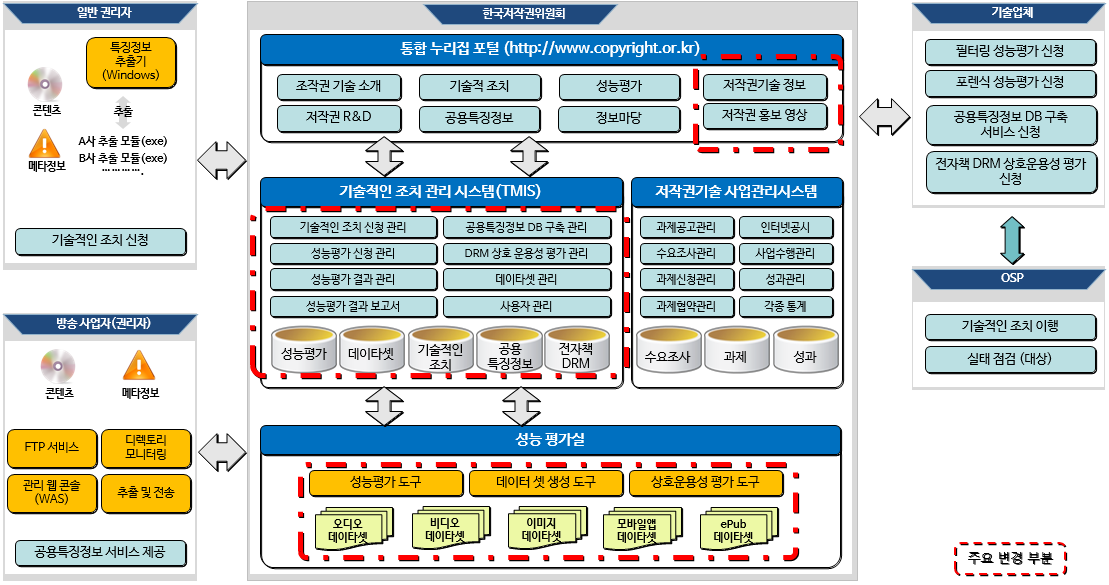 일반 권리자
특징정보
추출기
(Windows)
콘텐츠
추출
메타정보
A사 추출 모듈(exe)
B사 추출 모듈(exe)
………….
기술적인 조치 신청
방송 사업자(권리자)
콘텐츠
메타정보
FTP 서비스
디렉토리
모니터링
관리 웹 콘솔
(WAS)
추출 및 전송
공용특징정보 서비스 제공
한국저작권위원회
통합 누리집 포털 (http://www.copyright.or.kr)
조작권 기술 소개
기술적 조치
성능평가
저작권기술 정보
저작권 R&D
공용특징정보
정보마당
저작권 홍보 영상
기술적인 조치 관리 시스템(TMIS)
기술적인 조치 신청 관리
공용특징정보 DB 구축 관리
성능평가 신청 관리
DRM 상호 운용성 평가 관리
성능평가 결과 관리
데이타셋 관리
성능평가 결과 보고서
사용자 관리
성능평가
데이타셋
기술적인
조치
공용
특징정보
전자책
DRM
저작권기술 사업관리시스템
과제공고관리
인터넷공시
수요조사관리
사업수행관리
과제신청관리
성과관리
과제협약관리
각종 통계
수요조사
과제
성과
성능 평가실
성능평가 도구
데이터 셋 생성 도구
상호운용성 평가 도구
오디오
데이타셋
비디오
데이타셋
이미지
데이타셋
모바일앱
데이타셋
ePub
데이타셋
기술업체
필터링 성능평가 신청
포렌식 성능평가 신청
공용특징정보 DB 구축
서비스 신청
전자책 DRM 상호운용성 평가
신청
OSP
기술적인 조치 이행
실태 점검 (대상)
주요 변경 부분